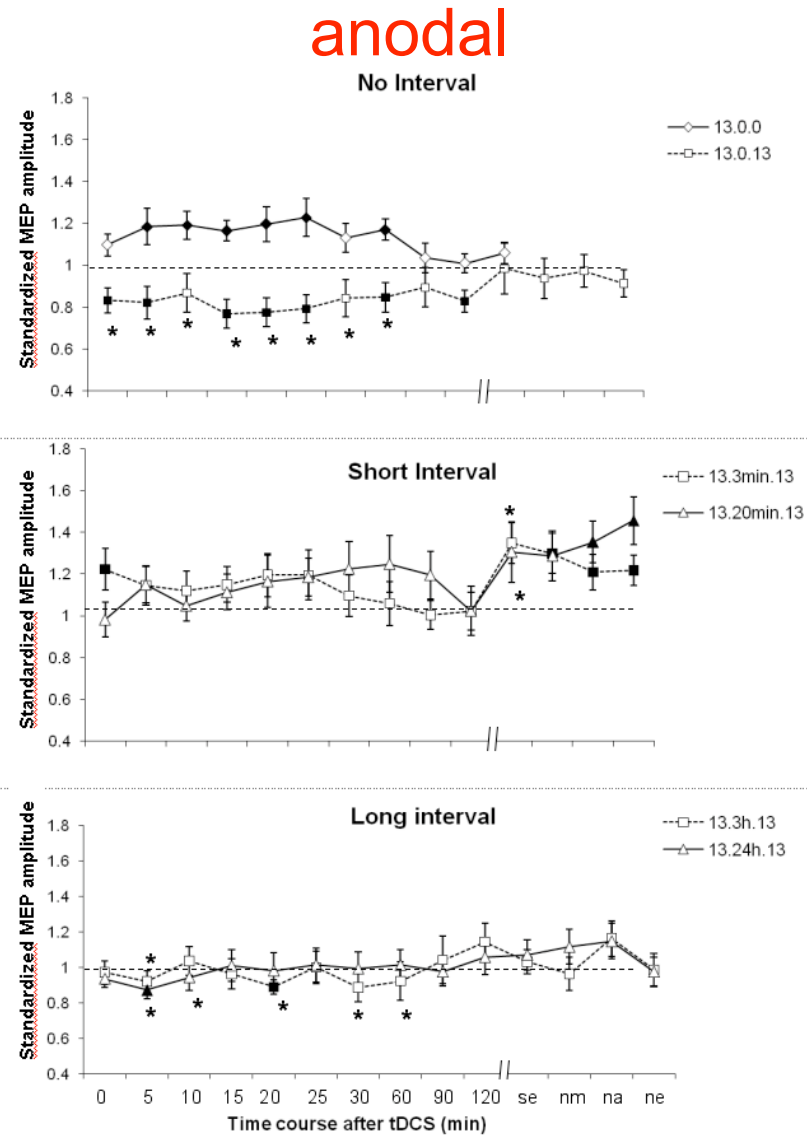 anodal
No Interval
Standardized MEP amplitude
1.8
1.6
1.4
1.2
1
0.8
0.6
0.4
13.0.0
13.0.13
* * * * * * * *
//
Short Interval
Standardized MEP amplitude
1.8
1.6
1.4
1.2
1
0.8
0.6
0.4
13.3min.13
13.20min.13
*
*
//
Long interval
Standardized MEP amplitude
1.8
1.6
1.4
1.2
1
0.8
0.6
0.4
13.3h.13
13.24h.13
*
* * * * *
//
0 5 10 15 20 25 30 60 90 120 se nm na ne
Time course after tDCS (min)